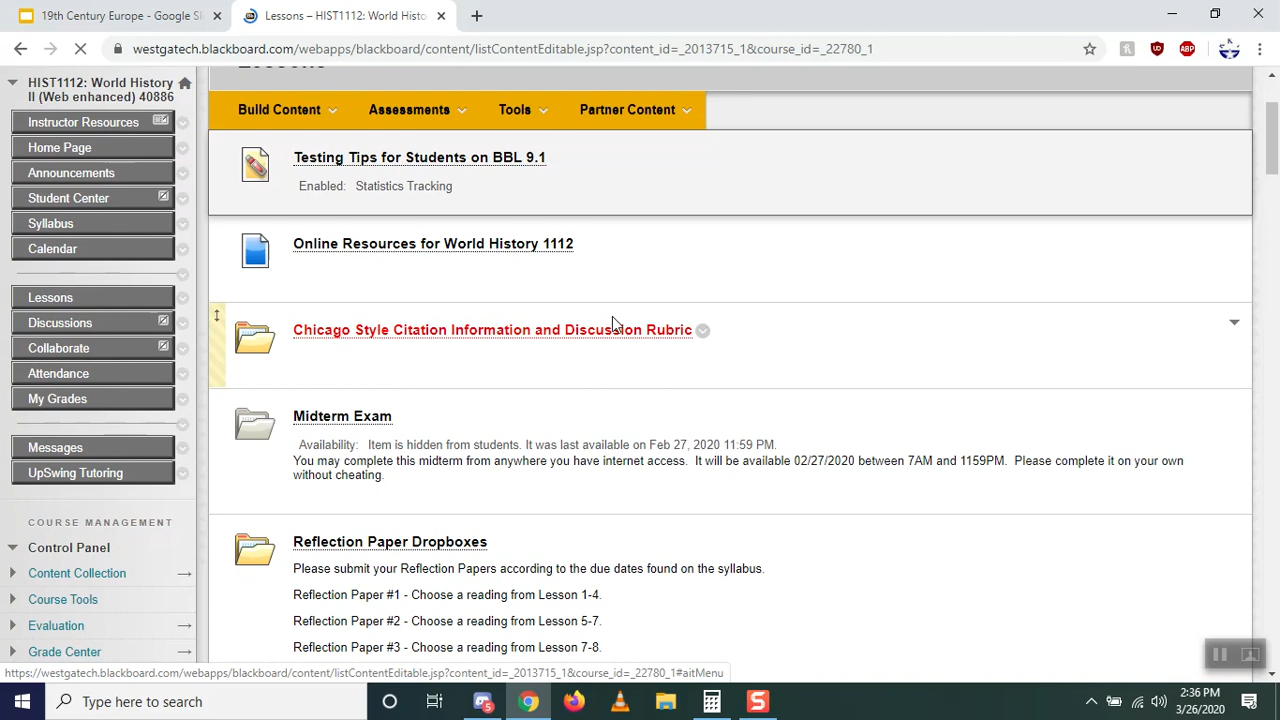 19th Century Europe - Google Sl
Lessons – HIST1112: World Histo
westgatech.blackboard.com/webapps/blackboard/content/listContentEditable.jsp?content_id=_2013715_1&course_id=_22780_1
HIST1112: World History
II (Web enhanced) 40886
Instructor Resources
Home Page
Announcements
Student Center
Syllabus
Calendar
Lessons
Discussions
Collaborate
Attendance
My Grades
Messages
UpSwing Tutoring
COURSE MANAGEMENT
Control Panel
Content Collection
Course Tools
Evaluation
Grade Center
Lessons
Build Content
Assessments
Tools
Partner Content
Testing Tips for Students on BBL 9.1
Enabled: Statistics Tracking
Online Resources for World History 1112
Chicago Style Citation Information and Discussion Rubric
Midterm Exam
Availability: Item is hidden from students. It was last available on Feb 27, 2020 11:59 PM.
You may complete this midterm from anywhere you have internet access. It will be available 02/27/2020 between 7AM and 1159PM. Please complete it on your own
without cheating.
Reflection Paper Dropboxes
Please submit your Reflection Papers according to the due dates found on the syllabus.
Reflection Paper #1 - Choose a reading from Lesson 1-4.
Reflection Paper #2 - Choose a reading from Lesson 5-7.
Reflection Paper #3 - Choose a reading from Lesson 7-8.
https://westgatech.blackboard.com/webapps/blackboard/content/listContentEditable.jsp?content_id=_2013715_1&course_id=_22780_1#aitMenu
Type here to search
2:36 PM
3/26/2020